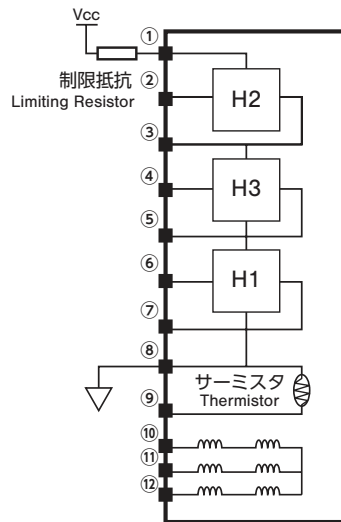 Vcc
①
制限抵抗
Limiting Resistor
②
H2
③
④
H3
⑤
⑥
H1
⑦
⑧
サーミスタ
Thermistor
⑨
⑩
⑪
⑫